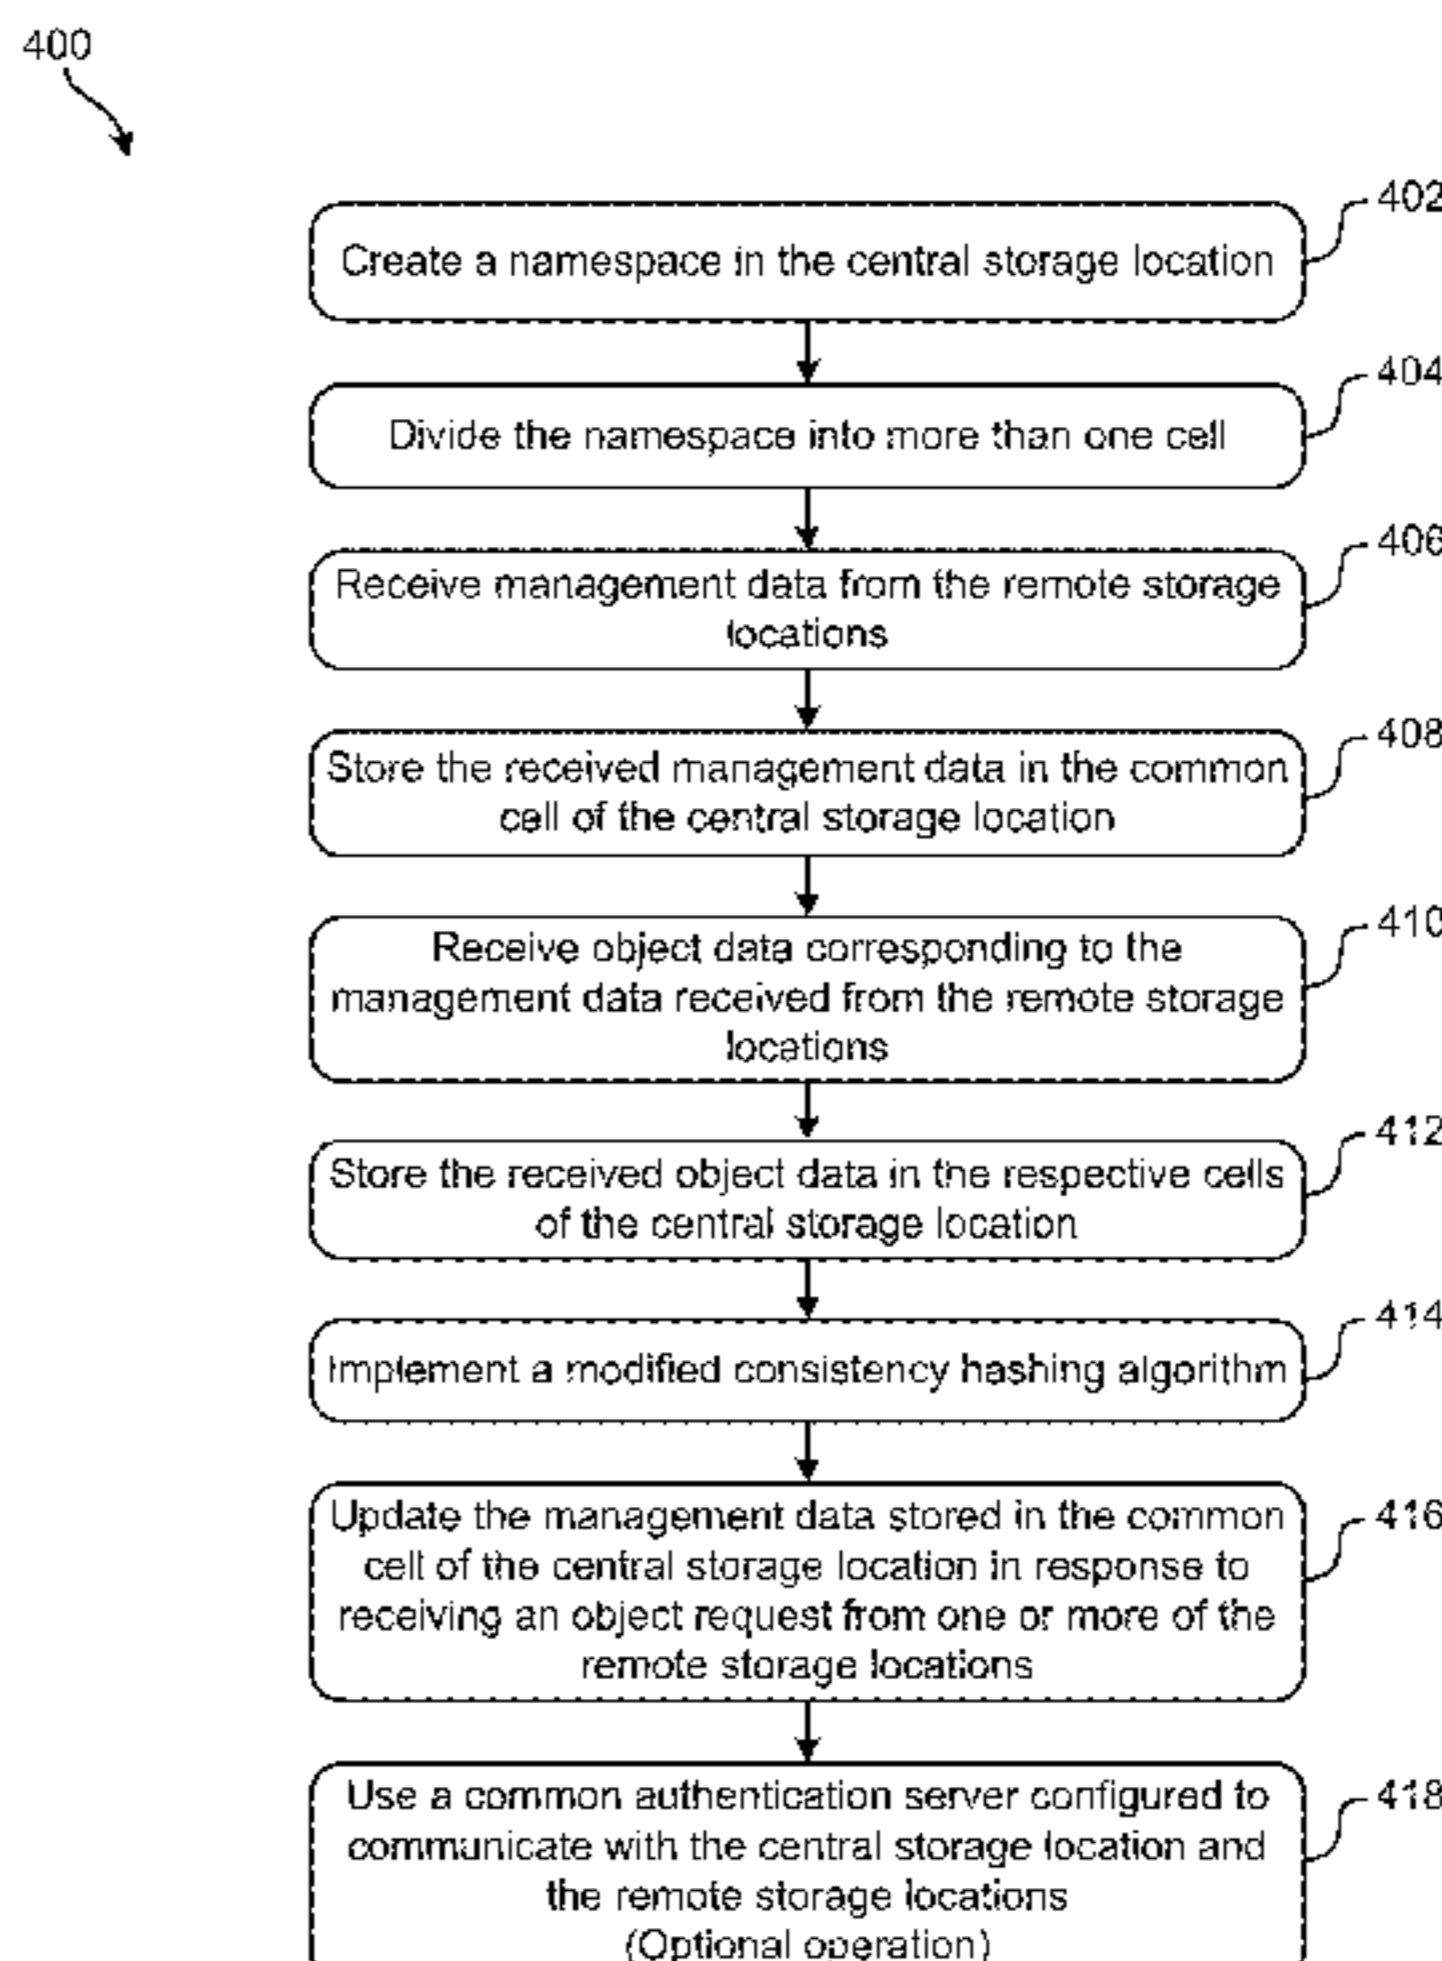 400
402
Create a namespace in the central storage location
404
Divide the namespace into more than one cell
406
Receive management data from the remote storage
locations
408
Store the received management data in the common
cell of the central storage location
410
Receive object data corresponding to the
management data received from the remote storage
locations
412
Store the received object data in the respective cells
of the central storage location
414
Implement a modified consistency hashing algorithm
416
Update the management data stored in the common
cell of the central storage location in response to
receiving an object request from one or more of the
remote storage locations
418
Use a common authentication server configured to
communicate with the central storage location and
the remote storage locations
(Optional operation)